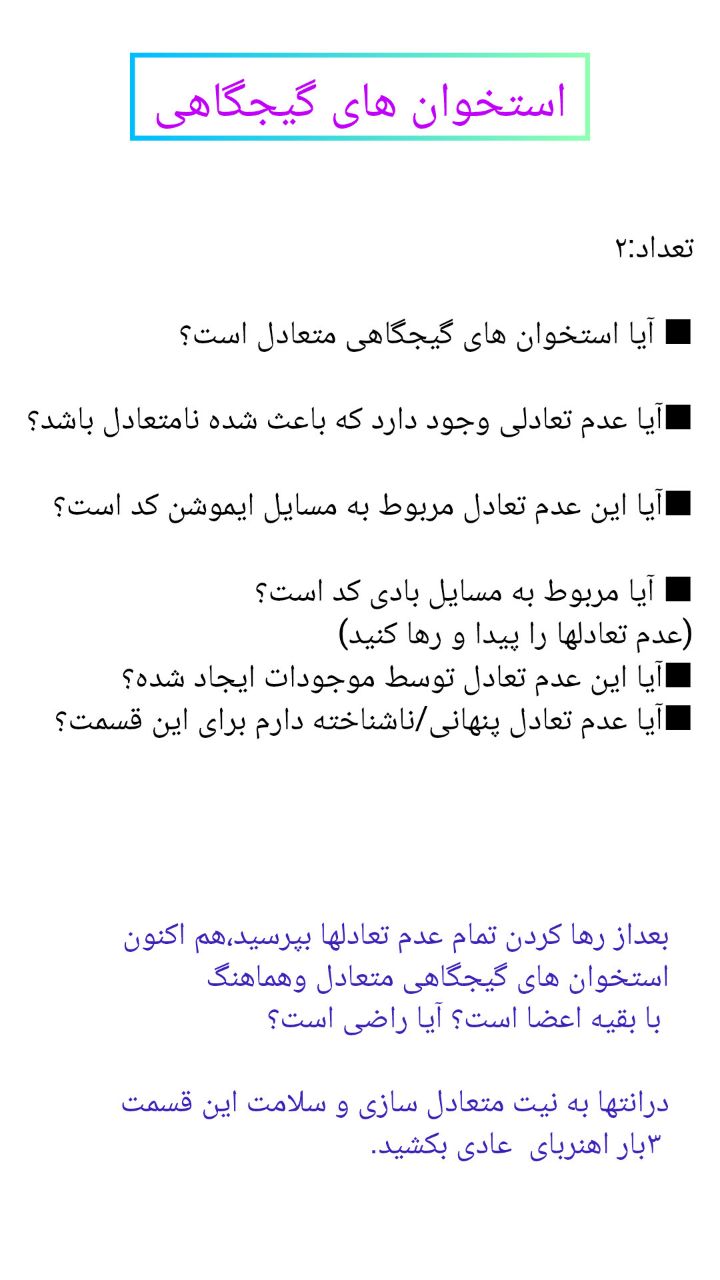 استخوان های گیجگاهی
تعداد:۲
■ آیا استخوان های گیجگاهی متعادل است؟
■آیا عدم تعادلی وجود دارد که باعث شده نامتعادل باشد؟
■آیا این عدم تعادل مربوط به مسایل ایموشن کد است؟
■ آیا مربوط به مسایل بادی کد است؟
(عدم تعادلها را پیدا و رها کنید)
■آیا این عدم تعادل توسط موجودات ایجاد شده؟
■آیا عدم تعادل پنهانی/ناشناخته دارم برای این قسمت؟
بعداز رها کردن تمام عدم تعادلها بپرسید،هم اکنون
استخوان های گیجگاهی متعادل وهماهنگ
با بقیه اعضا است؟ آیا راضی است؟
درانتها به نیت متعادل سازی و سلامت این قسمت
۳بار اهنربای عادی بکشید.